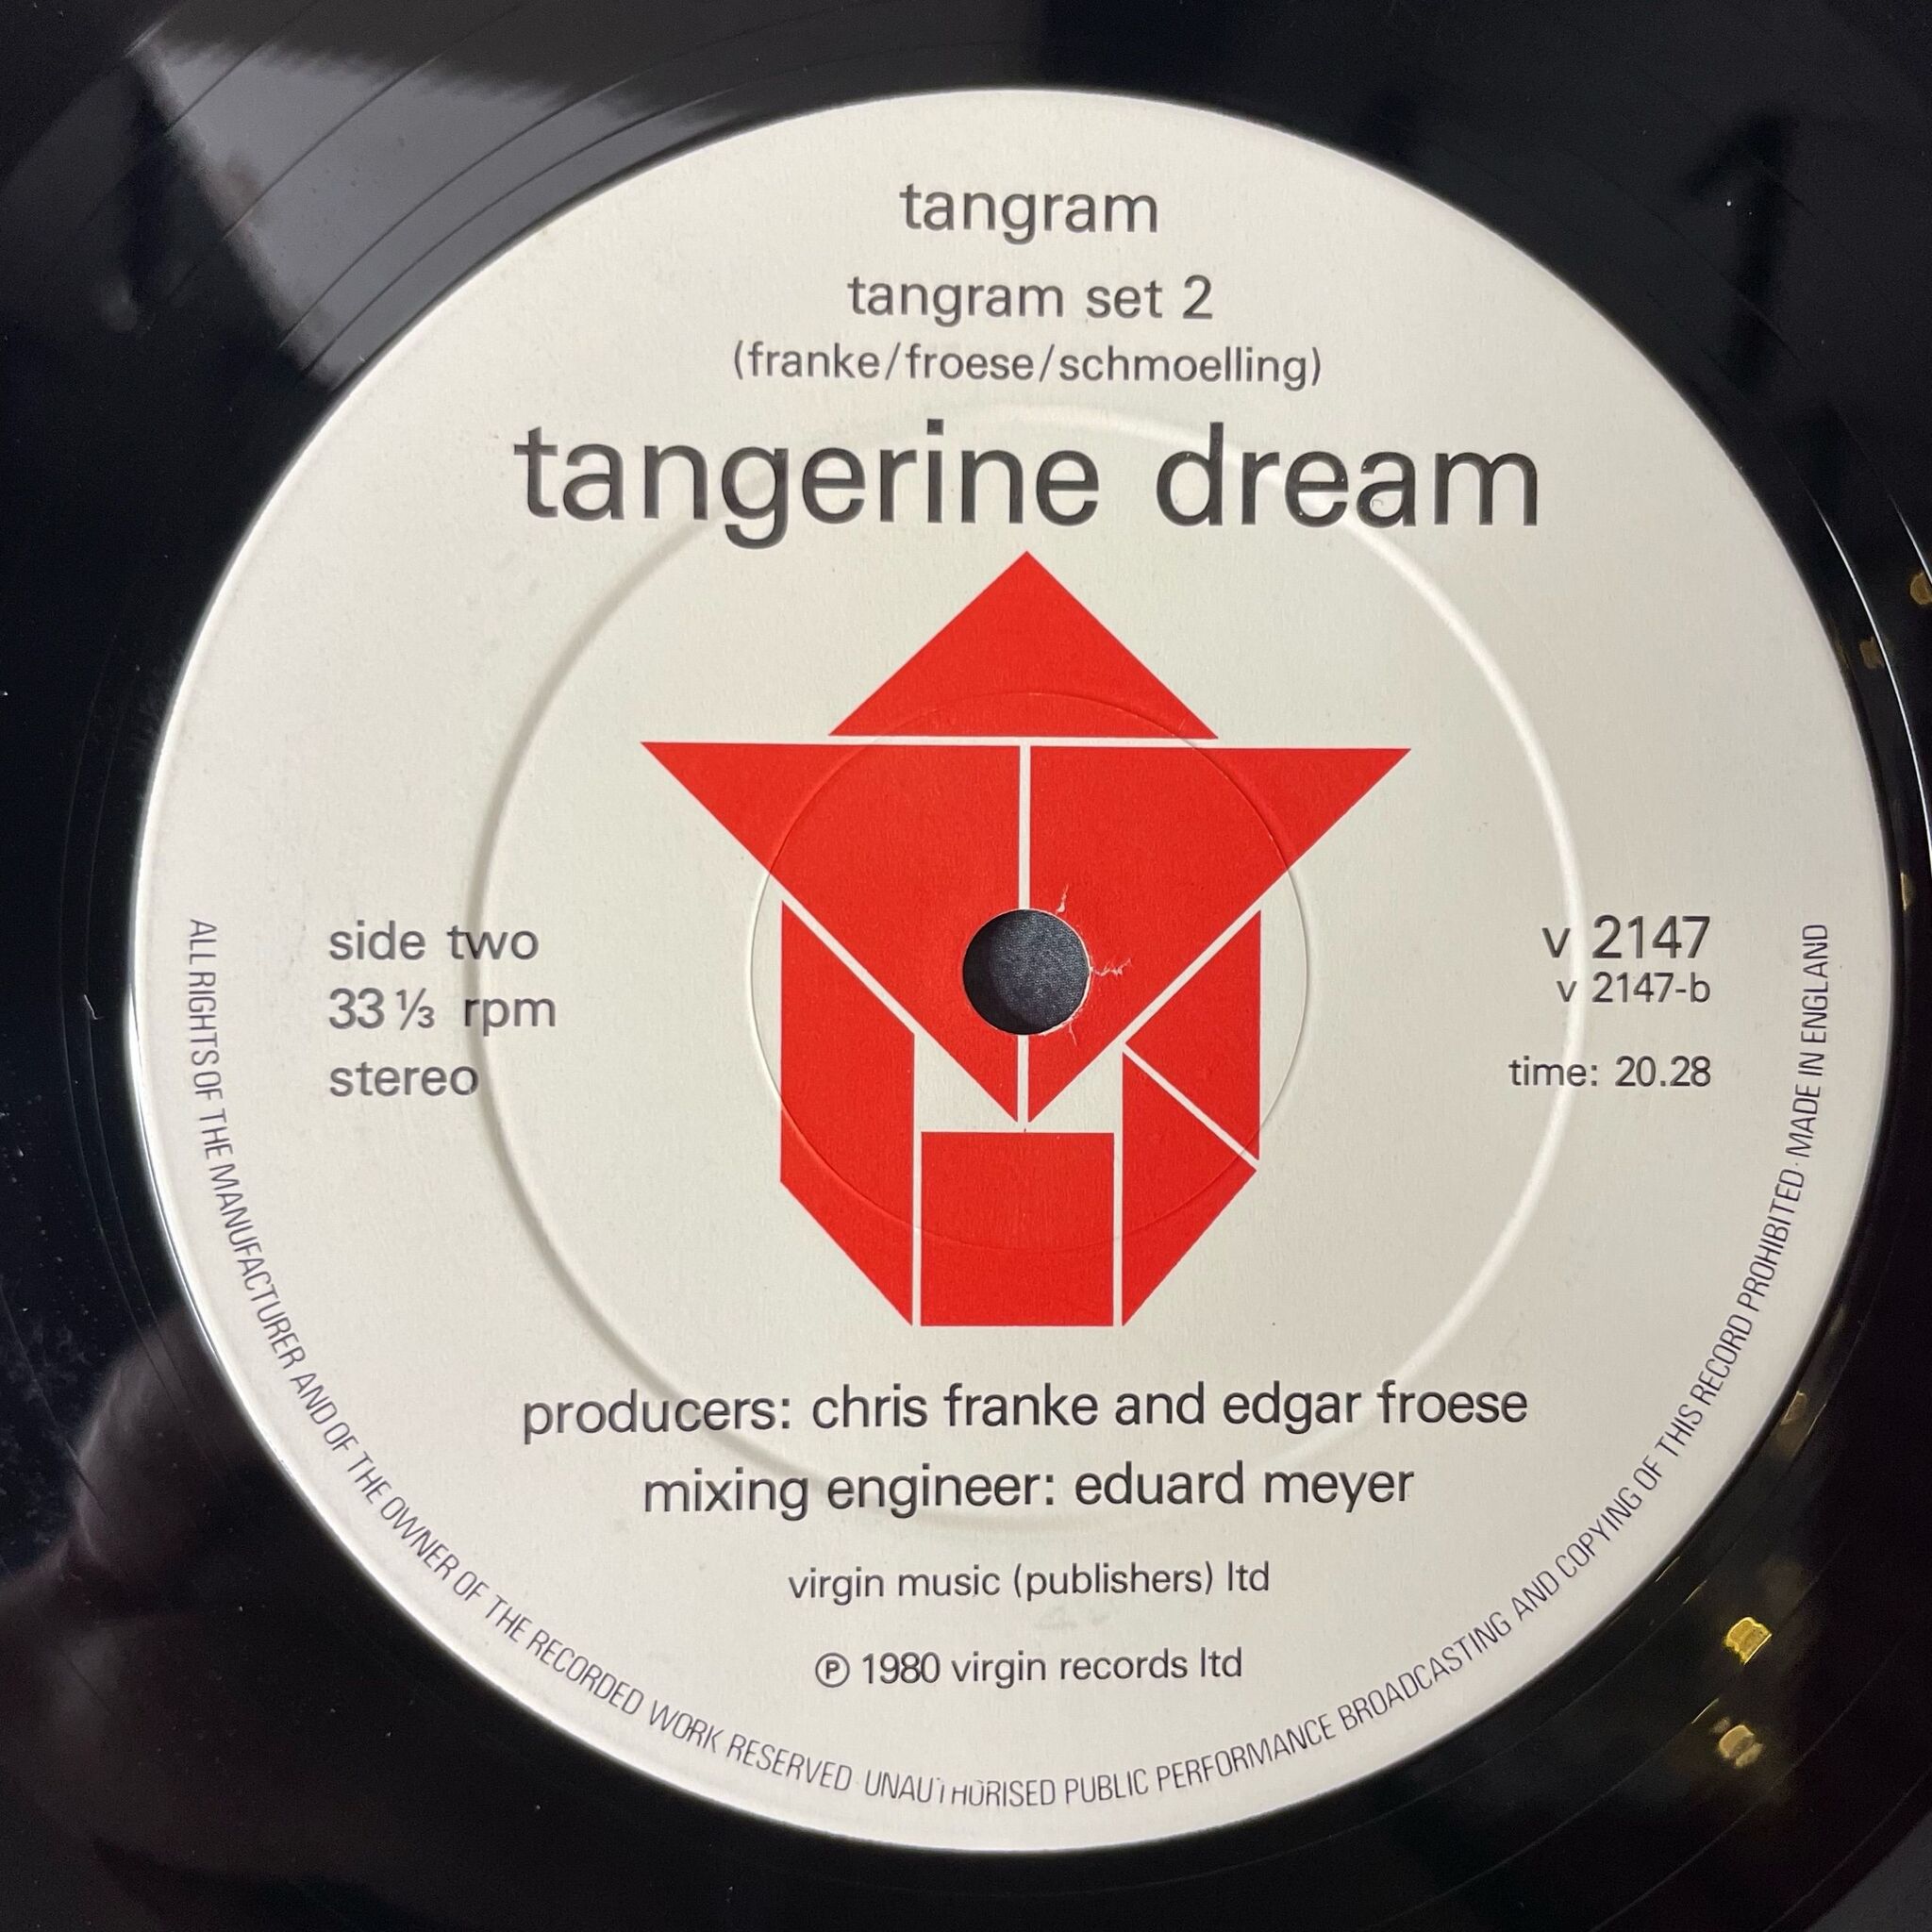 tangram
tangram set 2
(franke/froese/schmoelling)
tangerine dream
side two
33⅓ rpm
stereo
v 2147
v 2147-b
time: 20.28
producers: chris franke and edgar froese
mixing engineer: eduard meyer
virgin music (publishers) ltd
℗ 1980 virgin records ltd
ALL RIGHTS OF THE MANUFACTURER AND OF THE OWNER OF THE RECORDED WORK RESERVED · UNAUTHORISED PUBLIC PERFORMANCE BROADCASTING AND COPYING OF THIS RECORD PROHIBITED · MADE IN ENGLAND